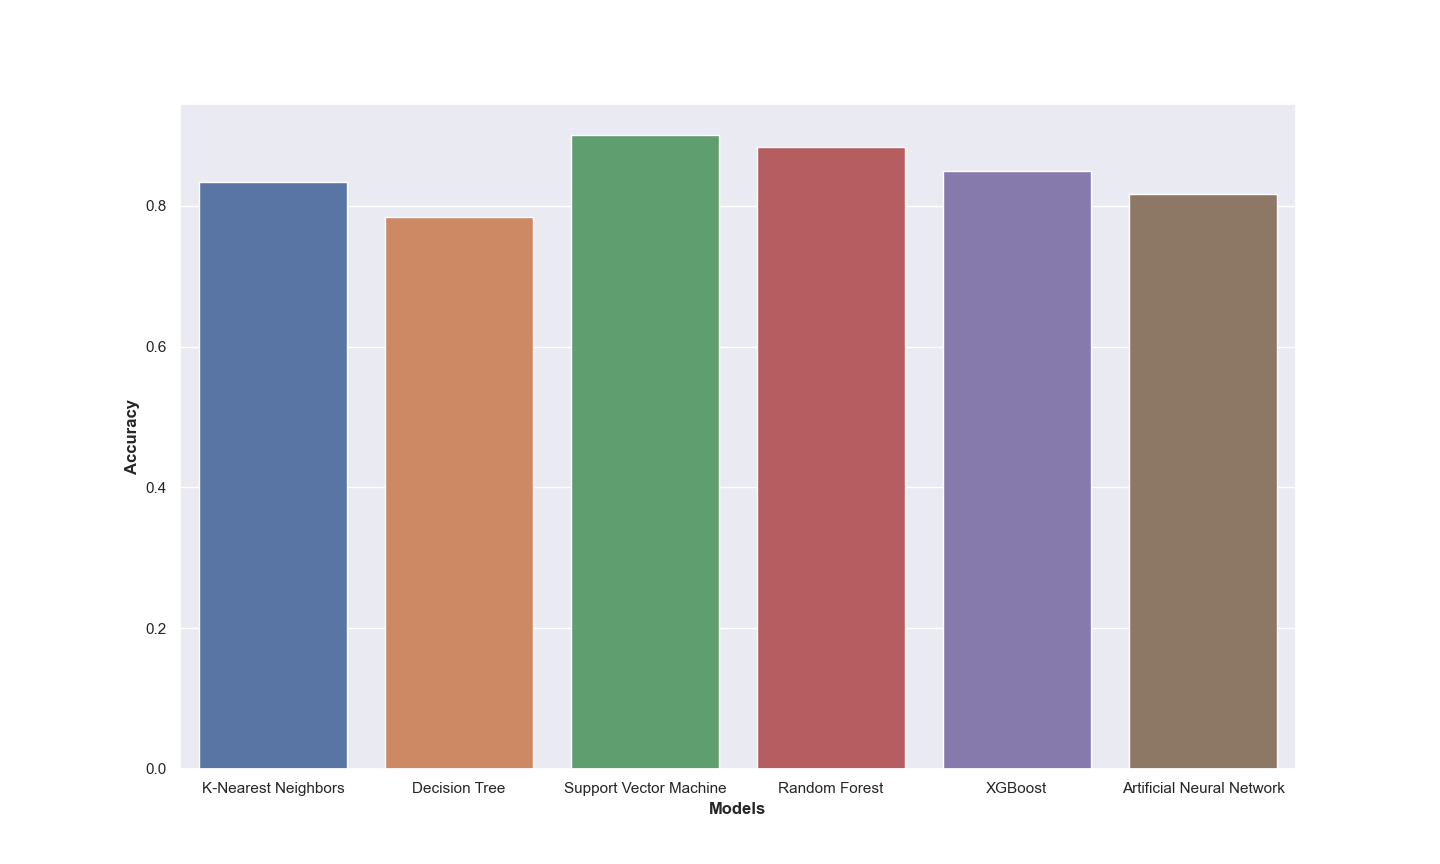 0.8
0.6
0.4
0.2
0.0
Accuracy
K-Nearest Neighbors Decision Tree Support Vector Machine Random Forest XGBoost Artificial Neural Network
Models